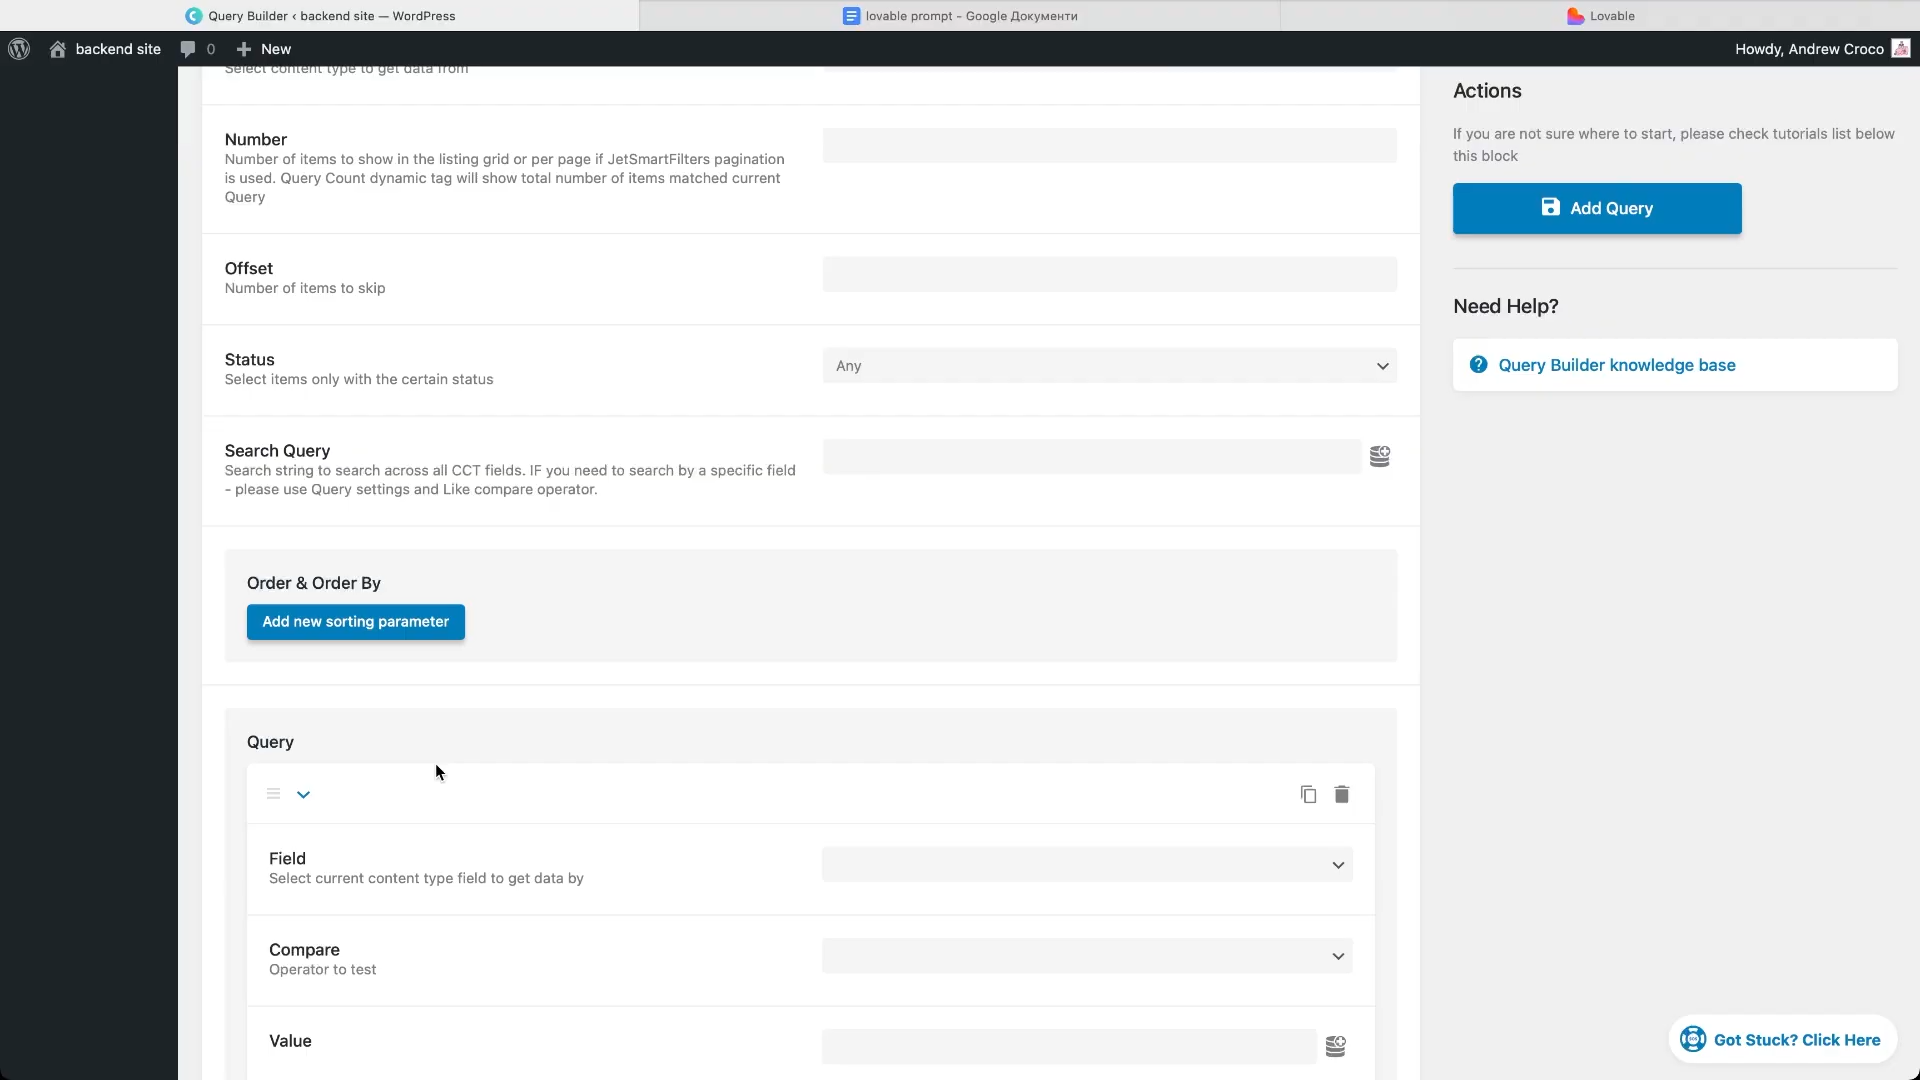 Query Builder ‹ backend site — WordPress
lovable prompt - Google Документи
Lovable
backend site
0
New
Howdy, Andrew Croco
Select content type to get data from
Number
Number of items to show in the listing grid or per page if JetSmartFilters pagination
is used. Query Count dynamic tag will show total number of items matched current
Query
Offset
Number of items to skip
Status
Select items only with the certain status
Any
Search Query
Search string to search across all CCT fields. IF you need to search by a specific field
- please use Query settings and Like compare operator.
Order & Order By
Add new sorting parameter
Query
Field
Select current content type field to get data by
Compare
Operator to test
Value
Actions
If you are not sure where to start, please check tutorials list below
this block
Add Query
Need Help?
Query Builder knowledge base
Got Stuck? Click Here